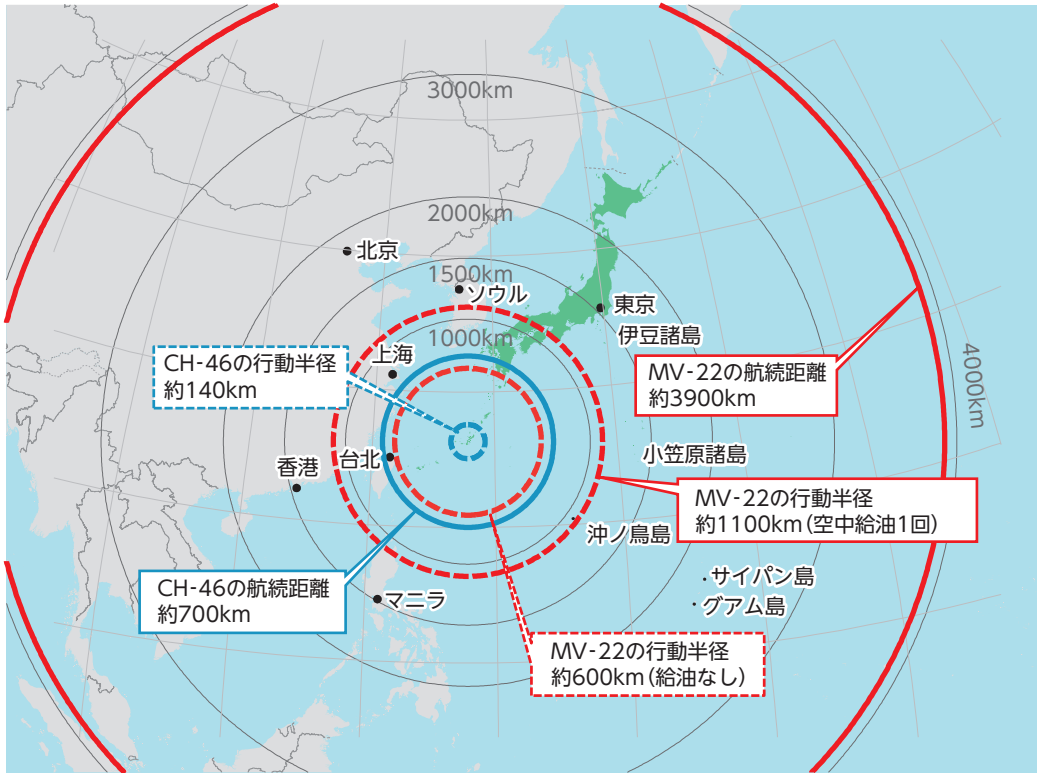 3000km
2000km
北京
1500km
ソウル
東京
1000km
伊豆諸島
上海
CH-46の行動半径
約140km
MV-22の航続距離
約3900km
4000km
台北
小笠原諸島
香港
MV-22の行動半径
約1100km(空中給油1回)
沖ノ鳥島
CH-46の航続距離
約700km
マニラ
サイパン島
グアム島
MV-22の行動半径
約600km(給油なし)